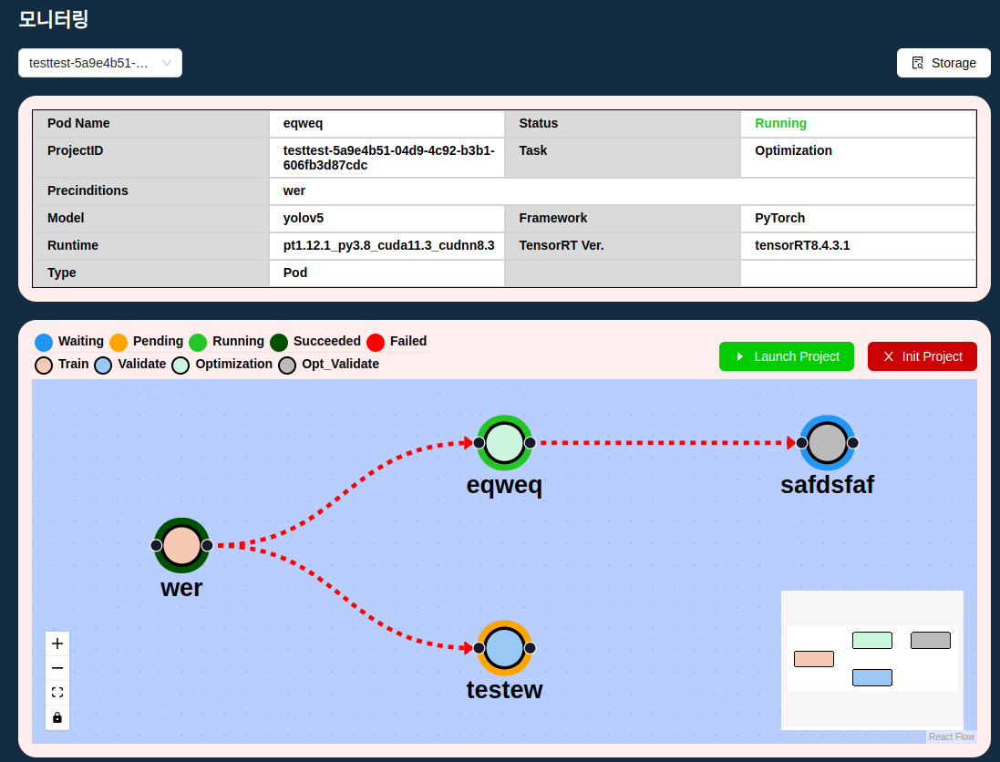 모니터링
testtest-5a9e4b51-...
Storage
Pod Name eqweq Status Running
ProjectID testtest-5a9e4b51-04d9-4c92-b3b1-
606fb3d87cdc Task Optimization
Precinditions wer
Model yolov5 Framework PyTorch
Runtime pt1.12.1_py3.8_cuda11.3_cudnn8.3 TensorRT Ver. tensorRT8.4.3.1
Type Pod
Waiting Pending Running Succeeded Failed
Train Validate Optimization Opt_Validate
Launch Project Init Project
eqweq safdsfaf
wer
testew
React Flow